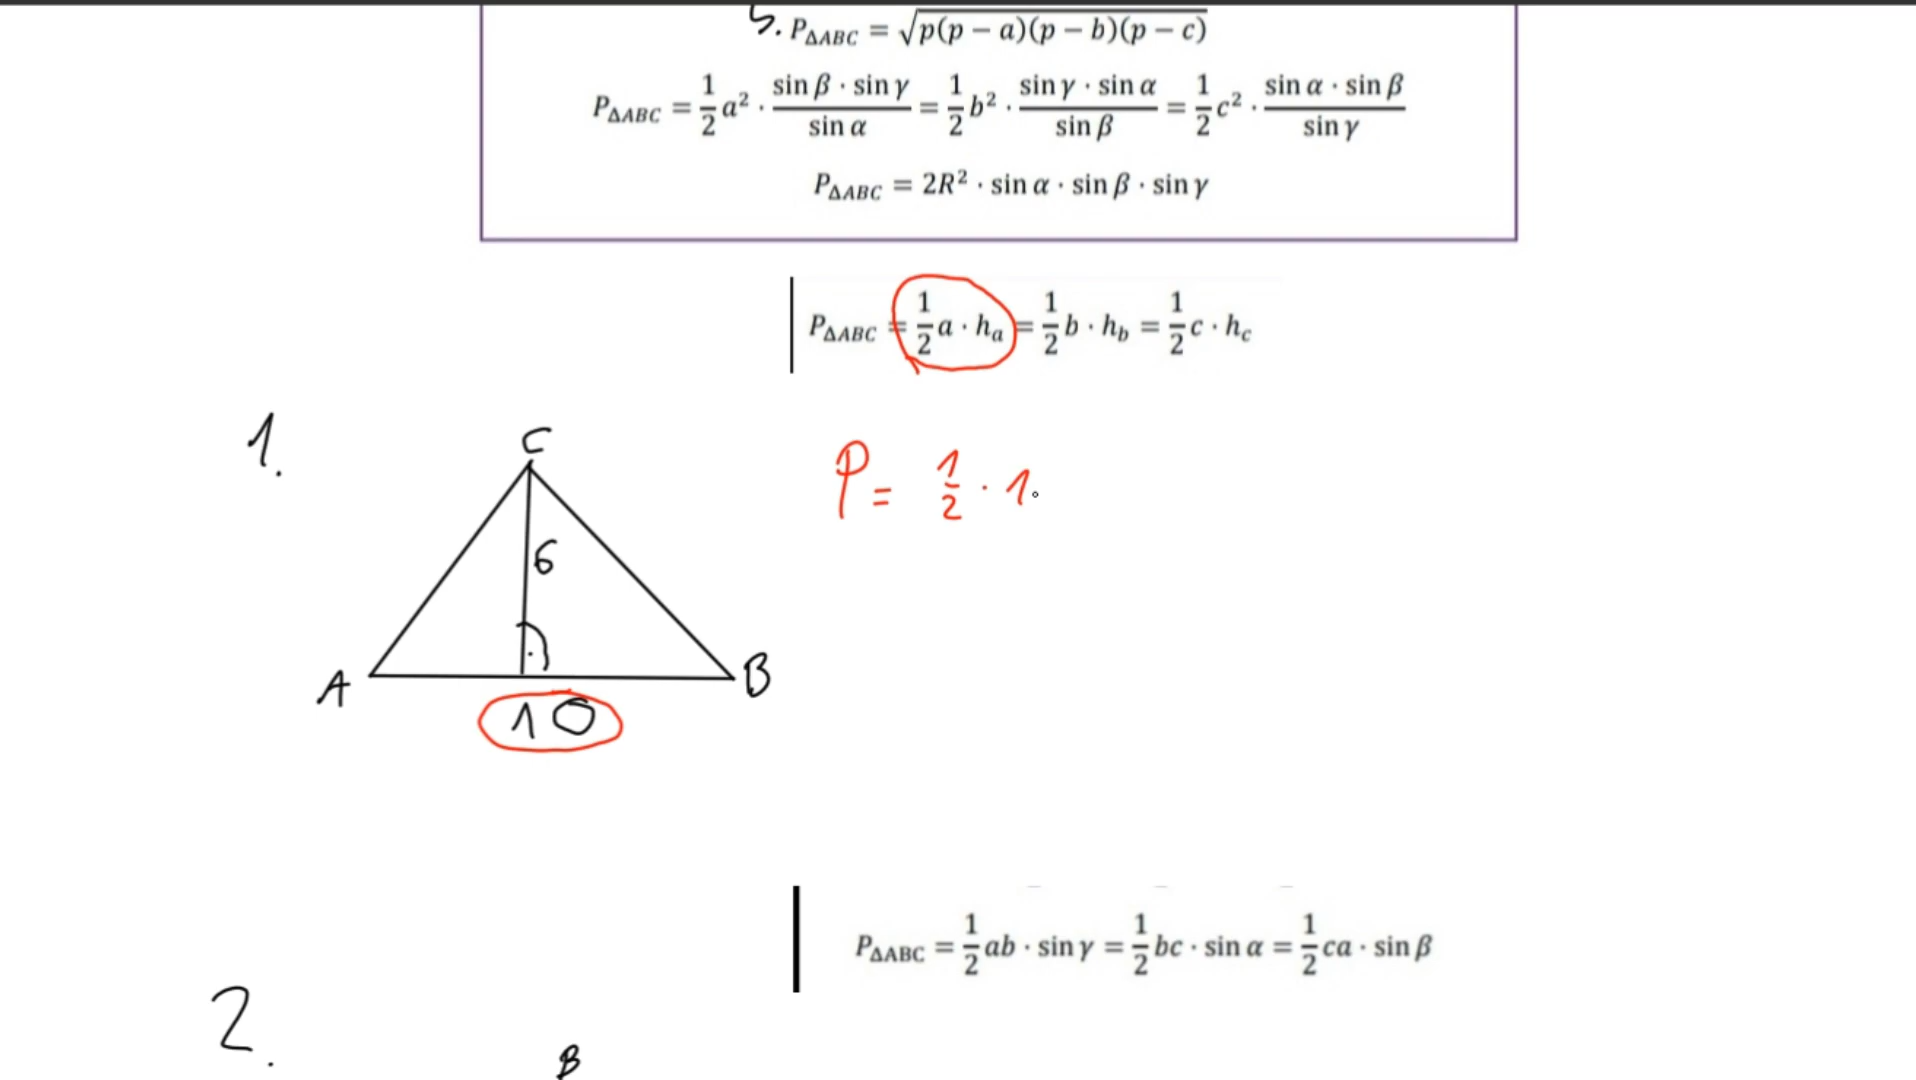 5. P_ΔABC = √p(p − a)(p − b)(p − c)
P_ΔABC = 1/2 a² · (sin β · sin γ)/(sin α) = 1/2 b² · (sin γ · sin α)/(sin β) = 1/2 c² · (sin α · sin β)/(sin γ)
P_ΔABC = 2R² · sin α · sin β · sin γ
P_ΔABC = 1/2 a · h_a = 1/2 b · h_b = 1/2 c · h_c
1.
C
P = 1/2 · 1
6
A
B
10
P_ΔABC = 1/2 ab · sin γ = 1/2 bc · sin α = 1/2 ca · sin β
2.
B